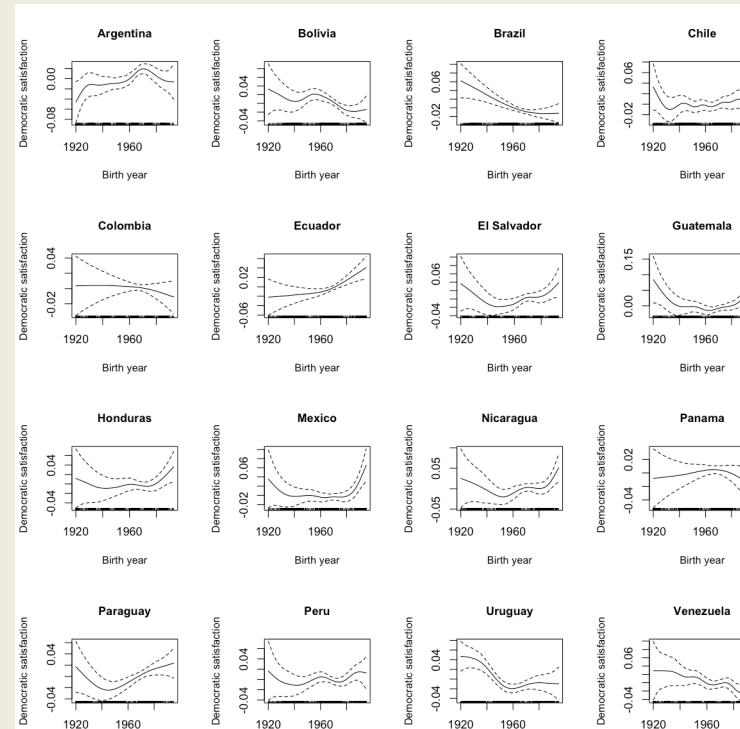 Argentina
Democratic satisfaction
0.00
-0.08
1920
1960
Birth year
Bolivia
Democratic satisfaction
0.04
-0.04
1920
1960
Birth year
Brazil
Democratic satisfaction
0.06
-0.02
1920
1960
Birth year
Chile
Democratic satisfaction
0.06
-0.02
1920
1960
Birth year
Colombia
Democratic satisfaction
0.04
-0.02
1920
1960
Birth year
Ecuador
Democratic satisfaction
0.02
-0.06
1920
1960
Birth year
El Salvador
Democratic satisfaction
0.06
-0.04
1920
1960
Birth year
Guatemala
Democratic satisfaction
0.15
0.00
1920
1960
Birth year
Honduras
Democratic satisfaction
0.04
-0.04
1920
1960
Birth year
Mexico
Democratic satisfaction
0.06
-0.02
1920
1960
Birth year
Nicaragua
Democratic satisfaction
0.05
-0.05
1920
1960
Birth year
Panama
Democratic satisfaction
0.02
-0.04
1920
1960
Birth year
Paraguay
Democratic satisfaction
0.04
-0.04
1920
1960
Peru
Democratic satisfaction
0.04
-0.04
1920
1960
Uruguay
Democratic satisfaction
0.04
-0.04
1920
1960
Venezuela
Democratic satisfaction
0.06
-0.04
1920
1960